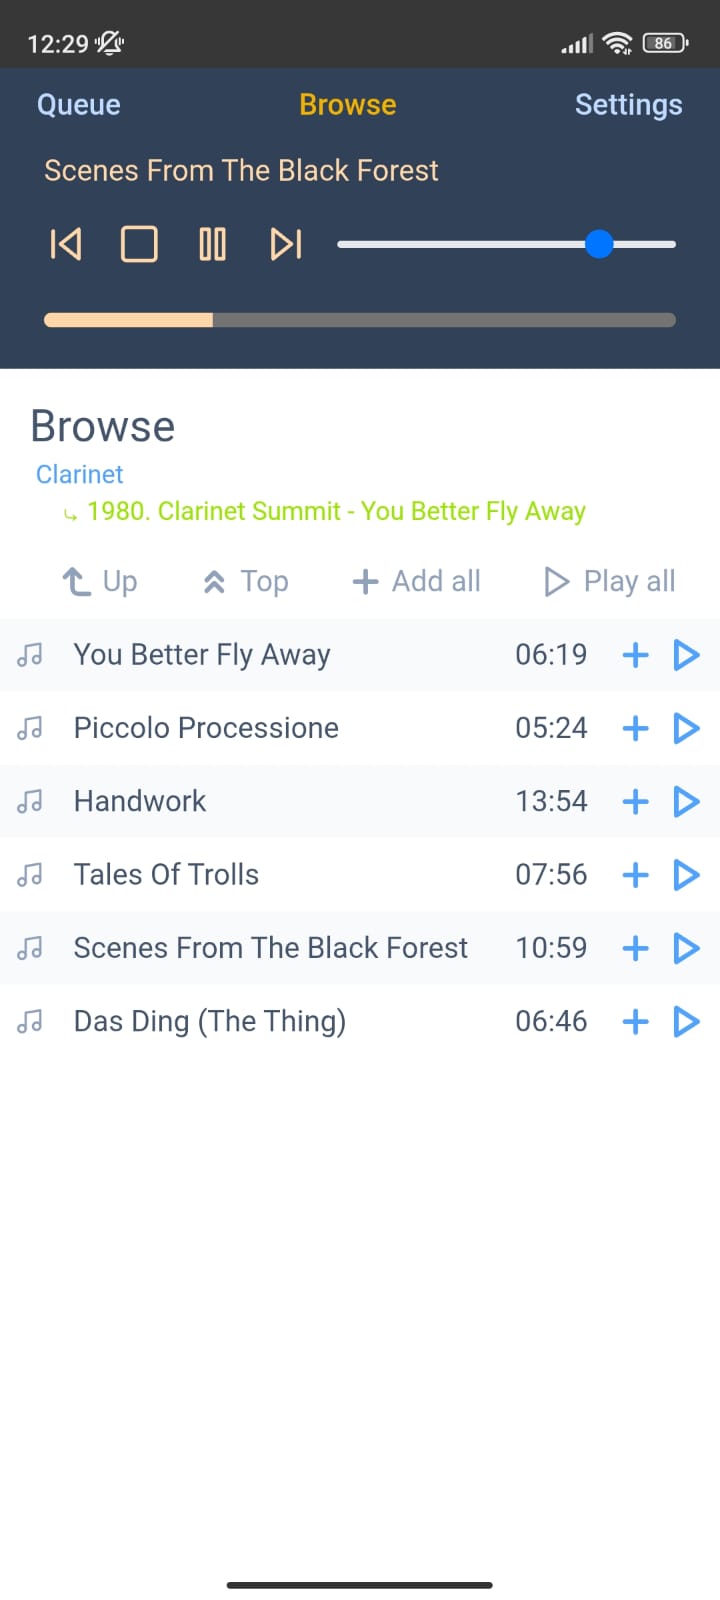 12:29 86
Queue Browse Settings
Scenes From The Black Forest
Browse
Clarinet
1980. Clarinet Summit - You Better Fly Away
Up Top Add all Play all
You Better Fly Away 06:19
Piccolo Processione 05:24
Handwork 13:54
Tales Of Trolls 07:56
Scenes From The Black Forest 10:59
Das Ding (The Thing) 06:46